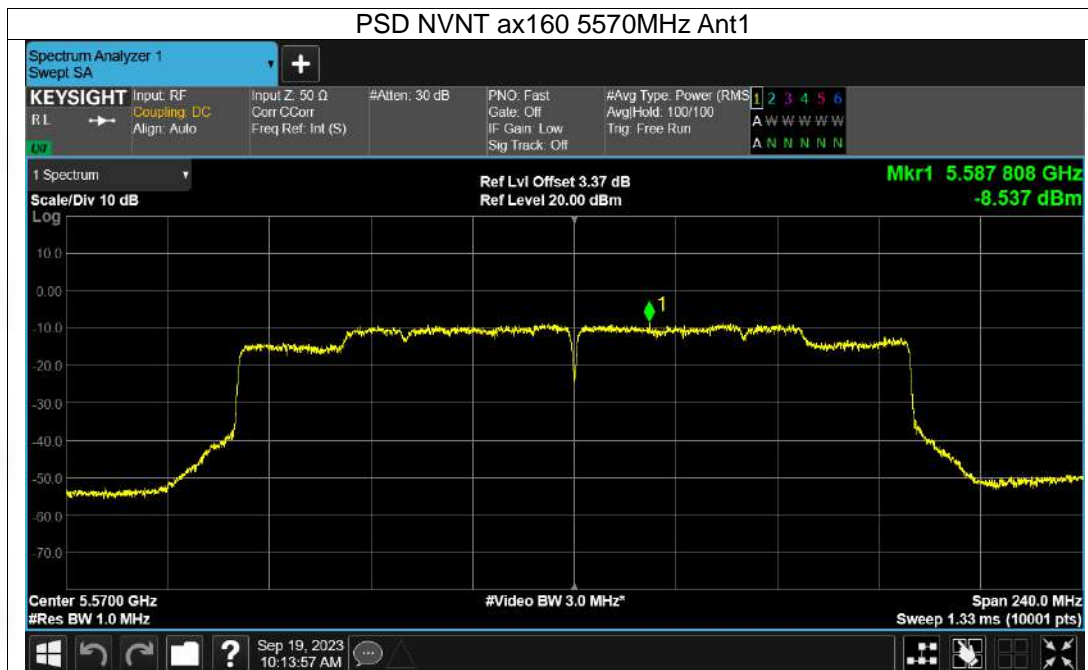 PSD NVNT ax160 5570MHz Ant1
Spectrum Analyzer 1
Swept SA
+
KEYSIGHT Input: RF Input Z: 50 Ω #Atten: 30 dB PNO: Fast #Avg Type: Power (RMS 1 2 3 4 5 6
RL Coupling: DC Corr CCorr Gate: Off Avg|Hold: 100/100 A W W W W W
Align: Auto Freq Ref: Int (S) IF Gain: Low Trig: Free Run
Sig Track: Off A N N N N N
LXI
1 Spectrum Ref Lvl Offset 3.37 dB Mkr1 5.587 808 GHz
Scale/Div 10 dB Ref Level 20.00 dBm -8.537 dBm
Log
10.0
0.00
1
-10.0
-20.0
-30.0
-40.0
-50.0
-60.0
-70.0
Center 5.5700 GHz #Video BW 3.0 MHz* Span 240.0 MHz
#Res BW 1.0 MHz Sweep 1.33 ms (10001 pts)
? Sep 19, 2023
10:13:57 AM